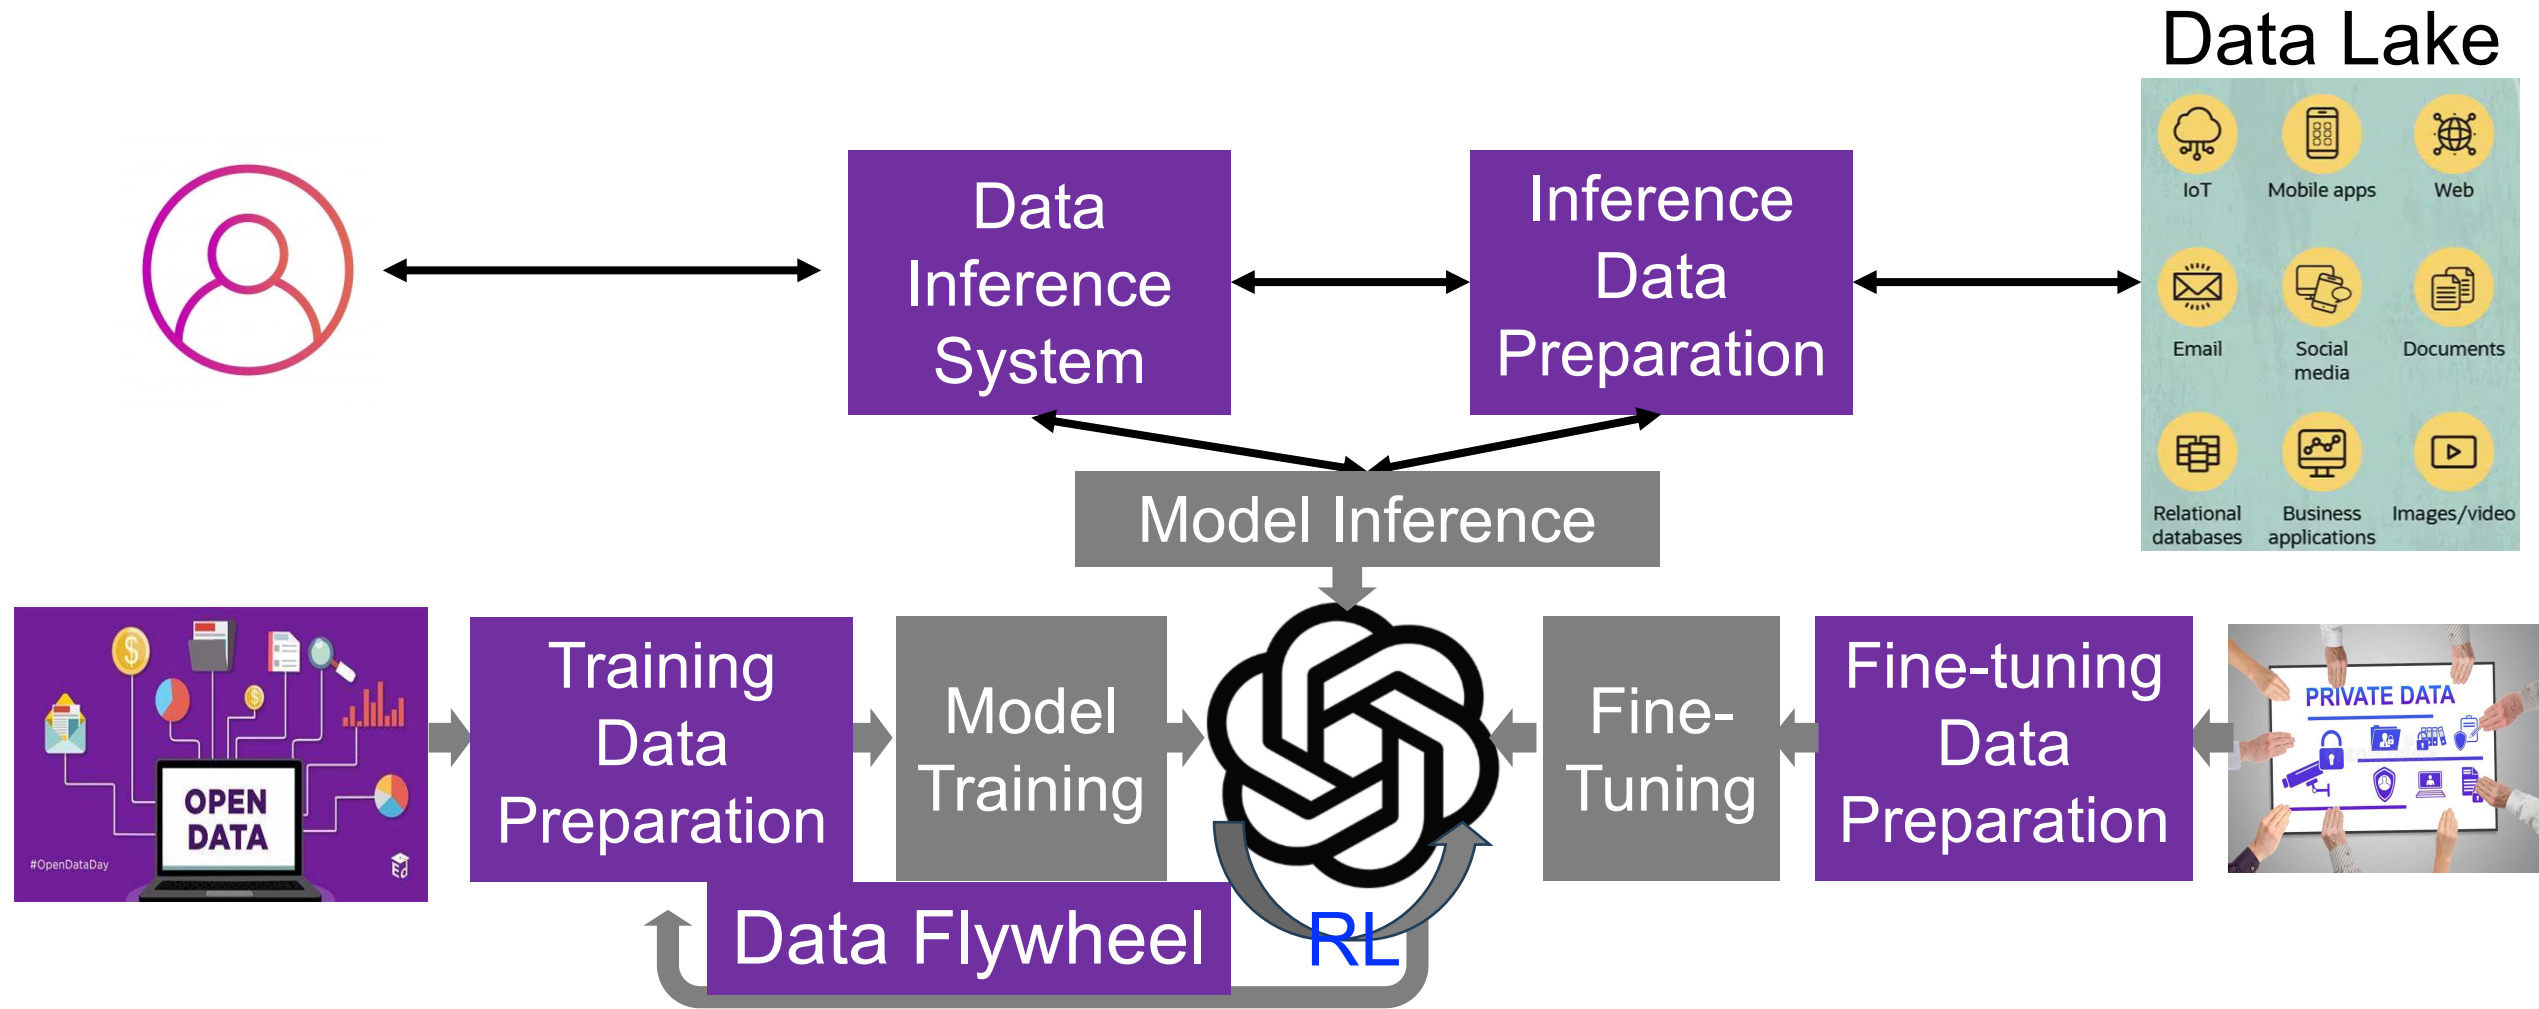 Data Lake
Data
Inference
System
Inference
Data
Preparation
IoT
Mobile apps
Web
Email
Social
media
Documents
Relational
databases
Business
applications
Images/video
Model Inference
OPEN
DATA
#OpenDataDay
Ed
Training
Data
Preparation
Model
Training
Fine-
Tuning
Fine-tuning
Data
Preparation
PRIVATE DATA
Data Flywheel
RL